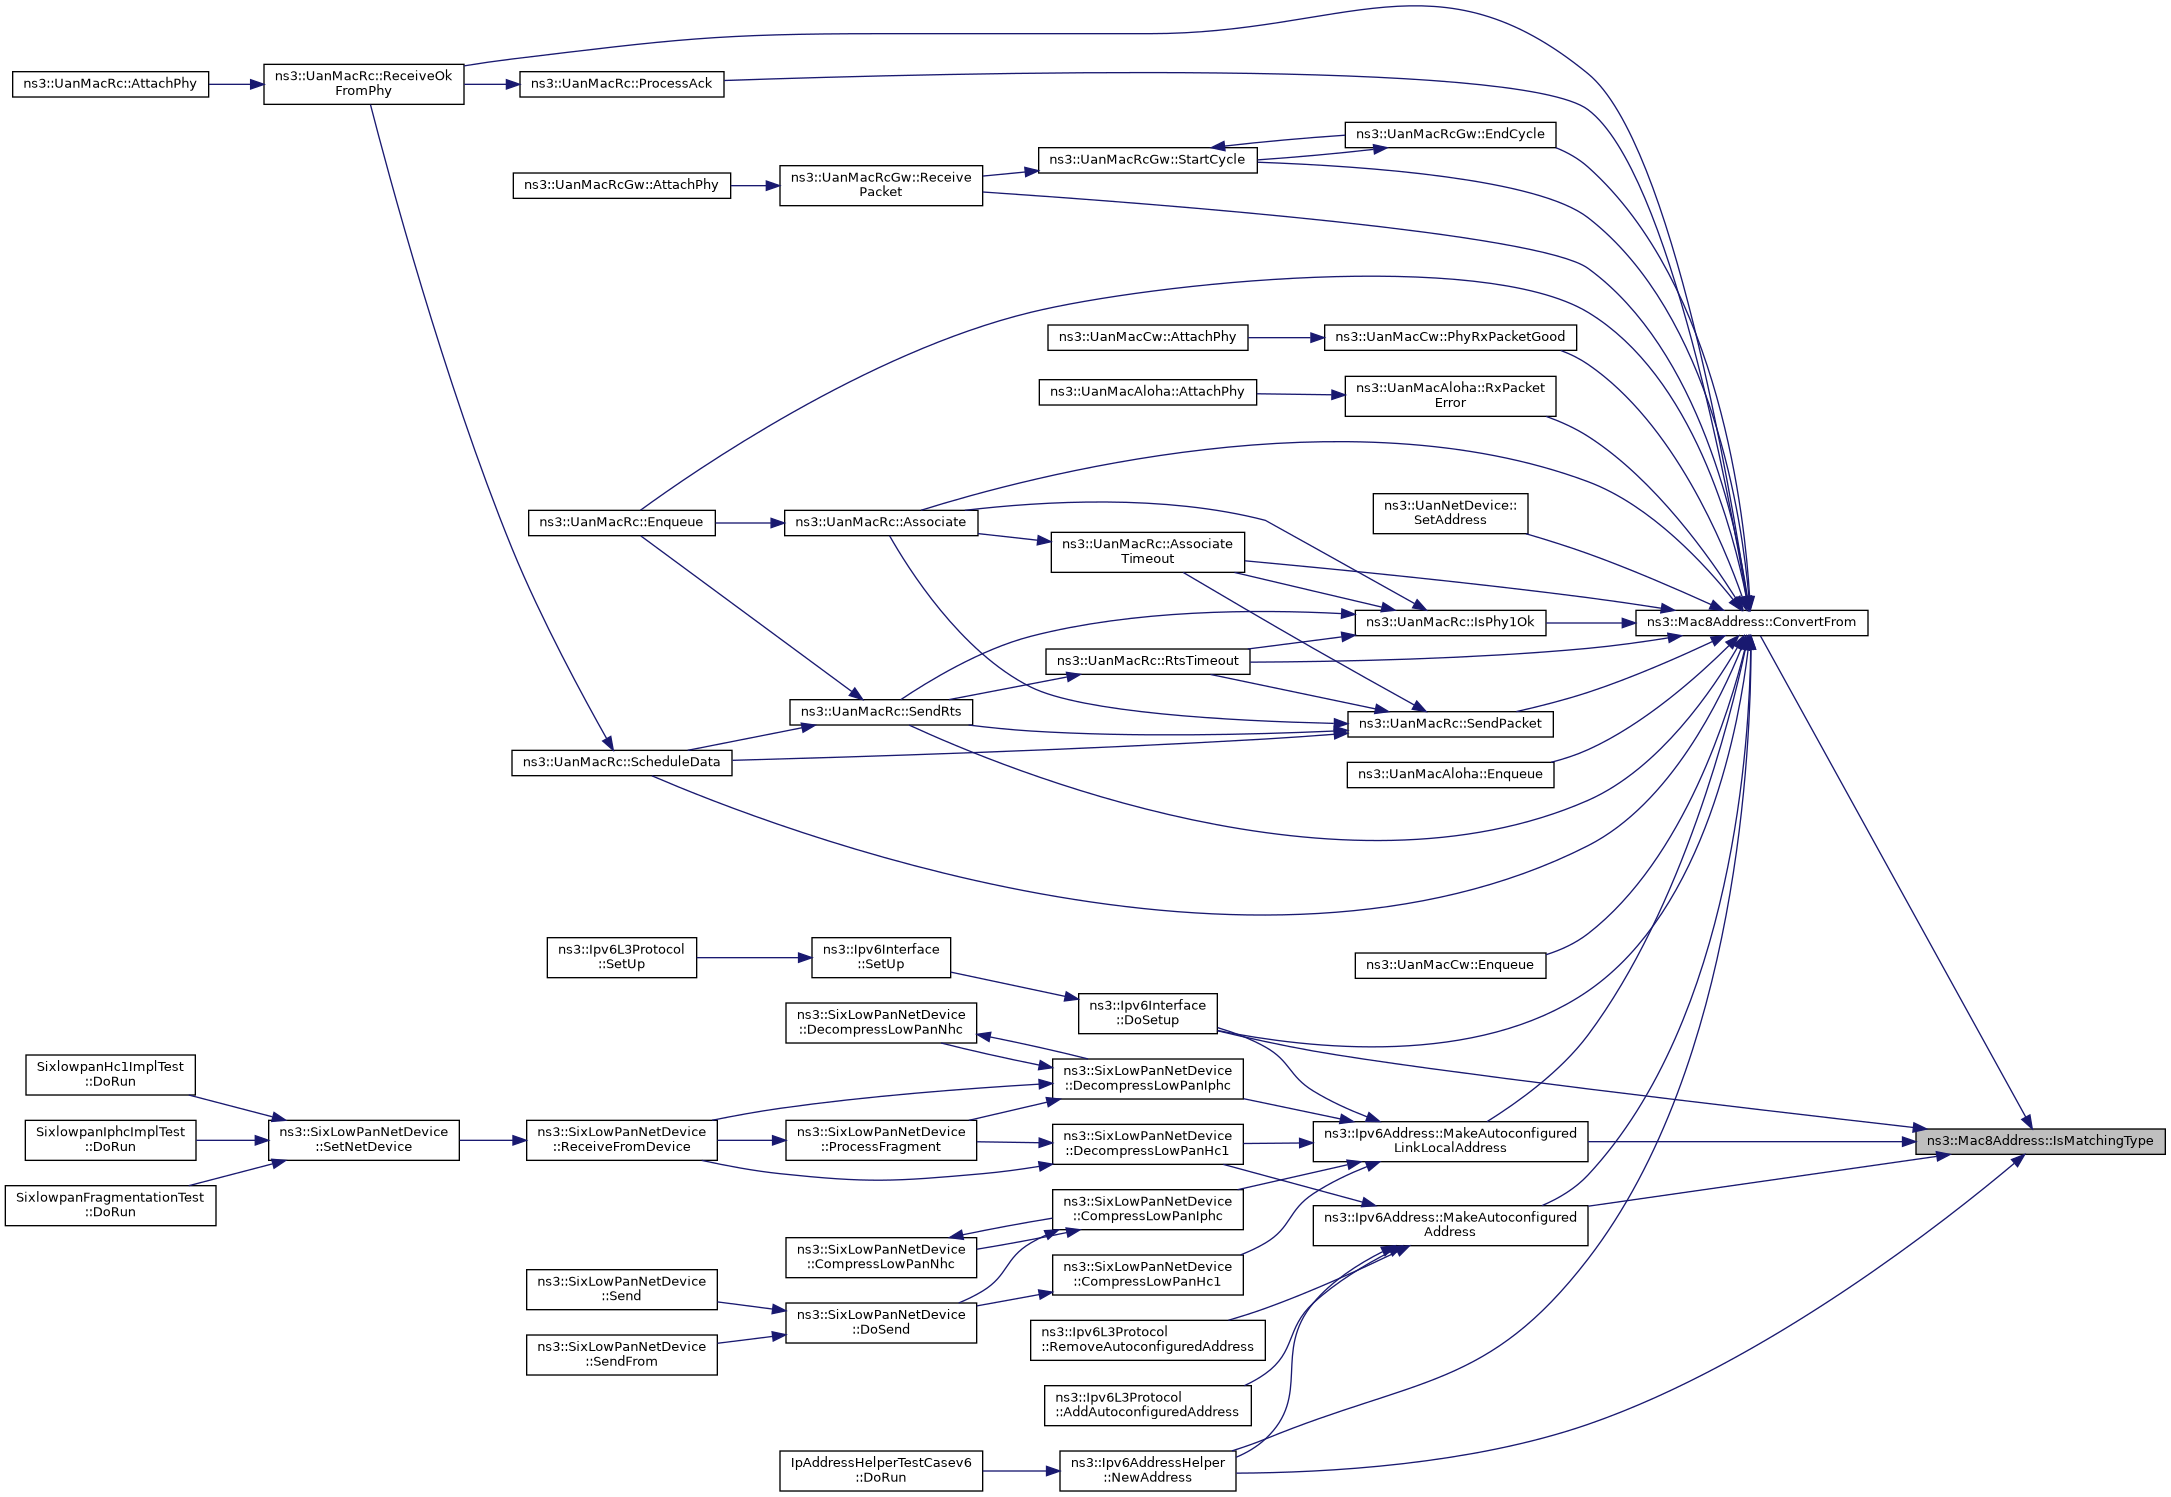 ns3::UanMacRc::AttachPhy
ns3::UanMacRc::ReceiveOk
FromPhy
ns3::UanMacRc::ProcessAck
ns3::UanMacRcGw::EndCycle
ns3::UanMacRcGw::StartCycle
ns3::UanMacRcGw::Receive
Packet
ns3::UanMacRcGw::AttachPhy
ns3::UanMacCw::AttachPhy
ns3::UanMacCw::PhyRxPacketGood
ns3::UanMacAloha::AttachPhy
ns3::UanMacAloha::RxPacket
Error
ns3::UanNetDevice::
SetAddress
ns3::UanMacRc::Enqueue
ns3::UanMacRc::Associate
ns3::UanMacRc::Associate
Timeout
ns3::UanMacRc::IsPhy1Ok
ns3::Mac8Address::ConvertFrom
ns3::UanMacRc::RtsTimeout
ns3::UanMacRc::SendRts
ns3::UanMacRc::SendPacket
ns3::UanMacRc::ScheduleData
ns3::UanMacAloha::Enqueue
ns3::Ipv6L3Protocol
::SetUp
ns3::Ipv6Interface
::SetUp
ns3::UanMacCw::Enqueue
ns3::Ipv6Interface
::DoSetup
ns3::SixLowPanNetDevice
::DecompressLowPanNhc
ns3::SixLowPanNetDevice
::DecompressLowPanIphc
SixlowpanHc1ImplTest
::DoRun
SixlowpanIphcImplTest
::DoRun
ns3::SixLowPanNetDevice
::SetNetDevice
ns3::SixLowPanNetDevice
::ReceiveFromDevice
ns3::SixLowPanNetDevice
::ProcessFragment
ns3::SixLowPanNetDevice
::DecompressLowPanHc1
ns3::Ipv6Address::MakeAutoconfigured
LinkLocalAddress
ns3::Mac8Address::IsMatchingType
SixlowpanFragmentationTest
::DoRun
ns3::SixLowPanNetDevice
::CompressLowPanIphc
ns3::Ipv6Address::MakeAutoconfigured
Address
ns3::SixLowPanNetDevice
::CompressLowPanNhc
ns3::SixLowPanNetDevice
::CompressLowPanHc1
ns3::SixLowPanNetDevice
::Send
ns3::SixLowPanNetDevice
::DoSend
ns3::SixLowPanNetDevice
::SendFrom
ns3::Ipv6L3Protocol
::RemoveAutoconfiguredAddress
ns3::Ipv6L3Protocol
::AddAutoconfiguredAddress
IpAddressHelperTestCasev6
::DoRun
ns3::Ipv6AddressHelper
::NewAddress